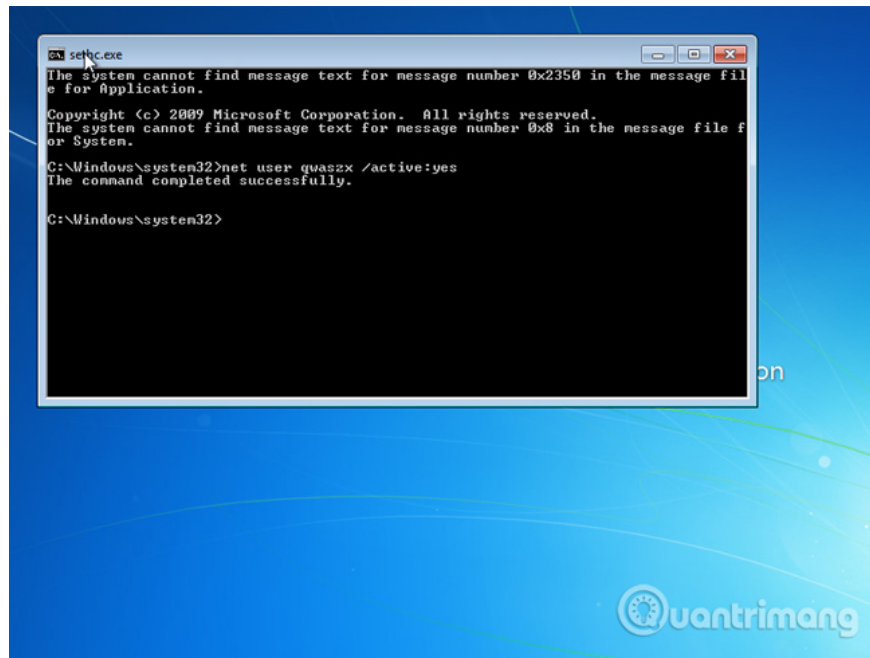 sethc.exe
The system cannot find message text for message number 0x2350 in the message fil
e for Application.
Copyright (c) 2009 Microsoft Corporation.  All rights reserved.
The system cannot find message text for message number 0x8 in the message file f
or System.
C:\Windows\system32>net user qwaszx /active:yes
The command completed successfully.
C:\Windows\system32>
on
Quantrimang